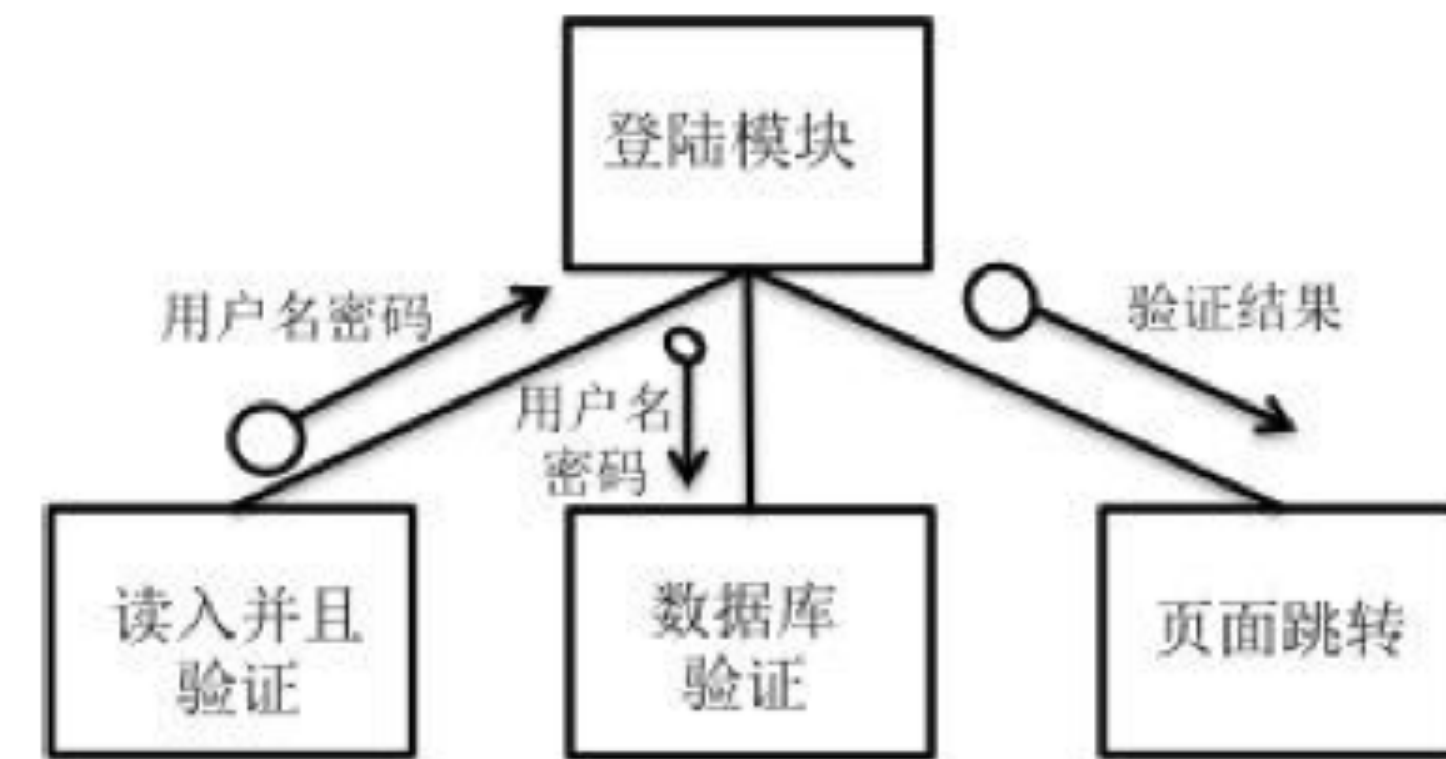 登陆模块
用户名密码
验证结果
用户名
密码
读入并且
验证
数据库
验证
页面跳转